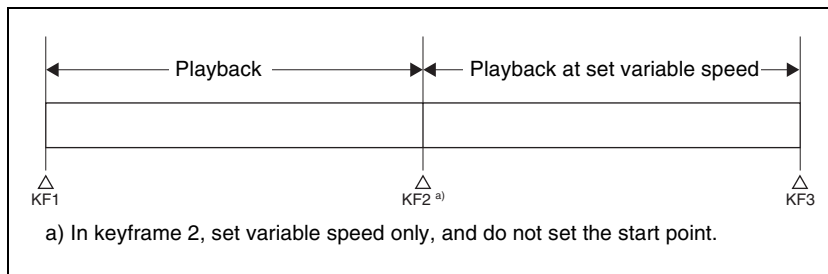 Playback
Playback at set variable speed
KF1
KF2 a)
KF3
a) In keyframe 2, set variable speed only, and do not set the start point.